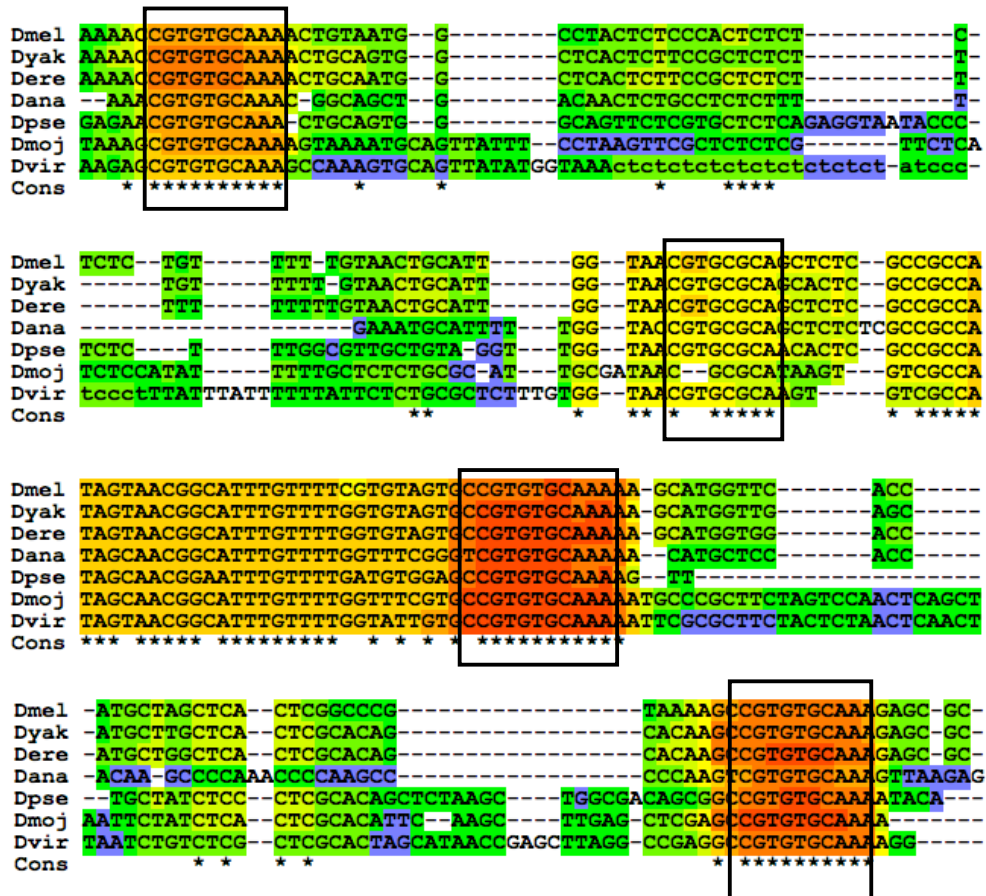 Dmel AAAACCGTGTGCAAAACTGTAATG--G--------CCTACTCTCCCACTCTCT-----------C-
Dyak AAAACCGTGTGCAAAACTGCAGTG--G--------CTCACTCTTCCGCTCTCT-----------T-
Dere AAAACCGTGTGCAAAACTGCAATG--G--------CTCACTCTTCCGCTCTCT-----------T-
Dana --AAACGTGTGCAAAC-GGCAGCT--G--------ACAACTCTGCCTCTCTTT-----------T-
Dpse GAGAACGTGTGCAAA-CTGCAGTG--G--------GCAGTTCTCGTGCTCTCAGAGGTAATACCC-
Dmoj TAAAGCGTGTGCAAAAGTAAAATGCAGTTATTT--CCTAAGTTCGCTCTCTCG-------TTCTCA
Dvir AAGAGCGTGTGCAAAGCCAAAGTGCAGTTATATGGTAAActctctctctctctctctct-atccc-
Cons    * **********     *     *               *    ****
Dmel TCTC--TGT-----TTT-TGTAACTGCATT------GG--TAACGTGCGCAGCTCTC--GCCGCCA
Dyak ------TGT-----TTTT-GTAACTGCATT------GG--TAACGTGCGCAGCACTC--GCCGCCA
Dere ------TTT-----TTTTTGTAACTGCATT------GG--TAACGTGCGCAGCTCTC--GCCGCCA
Dana --------------------GAAATGCATTTT---TGG--TACCGTGCGCAGCTCTCTCGCCGCCA
Dpse TCTC----T-----TTGGCGTTGCTGTA-GGT---TGG--TAACGTGCGCAACACTC--GCCGCCA
Dmoj TCTCCATAT-----TTTTGCTCTCTGCGC-AT---TGCGATAAC--GCGCATAAGT---GTCGCCA
Dvir tccctTTATTTATTTTTTATTCTCTGCGCTCTTTGTGG--TAACGTGCGCAAGT-----GTCGCCA
Cons                         **          *   ** *  *****        * *****
Dmel TAGTAACGGCATTTGTTTTCGTGTAGTGCCGTGTGCAAAAA-GCATGGTTC-------ACC-----
Dyak TAGTAACGGCATTTGTTTTGGTGTAGTGCCGTGTGCAAAAA-GCATGGTTG-------AGC-----
Dere TAGTAACGGCATTTGTTTTGGTGTAGTGCCGTGTGCAAAAA-GCATGGTGG-------ACC-----
Dana TAGCAACGGCATTTGTTTTGGTTTCGGGTCGTGTGCAAAAA--CATGCTCC-------ACC-----
Dpse TAGCAACGGAATTTGTTTTGATGTGGAGCCGTGTGCAAAAG--TT---------------------
Dmoj TAGCAACGGCATTTGTTTTGGTTTCGTGCCGTGTGCAAAAATGCCCGCTTCTAGTCCAACTCAGCT
Dvir TAGTAACGGCATTTGTTTTGGTATTGTGCCGTGTGCAAAAATTCGCGCTTCTACTCTAACTCAACT
Cons *** ***** *********  * * * * ***********
Dmel -ATGCTAGCTCA--CTCGGCCCG------------------TAAAAGCCGTGTGCAAAGAGC-GC-
Dyak -ATGCTTGCTCA--CTCGCACAG------------------CACAAGCCGTGTGCAAAGAGC-GC-
Dere -ATGCTGGCTCA--CTCGCACAG------------------CACAAGCCGTGTGCAAAGAGC-GC-
Dana -ACAA-GCCCCAAACCCCAAGCC------------------CCCAAGTCGTGTGCAAAGTTAAGAG
Dpse --TGCTATCTCC--CTCGCACAGCTCTAAGC----TGGCGACAGCGGCCGTGTGCAAAATACA---
Dmoj AATTCTATCTCA--CTCGCACATTC--AAGC----TTGAG-CTCGAGCCGTGTGCAAAA  -----
Dvir TAATCTGTCTCG--CTCGCACTAGCATAACCGAGCTTAGG-CCGAGGCCGTGTGCAAAAGG-----
Cons         * *   * *                             * **********